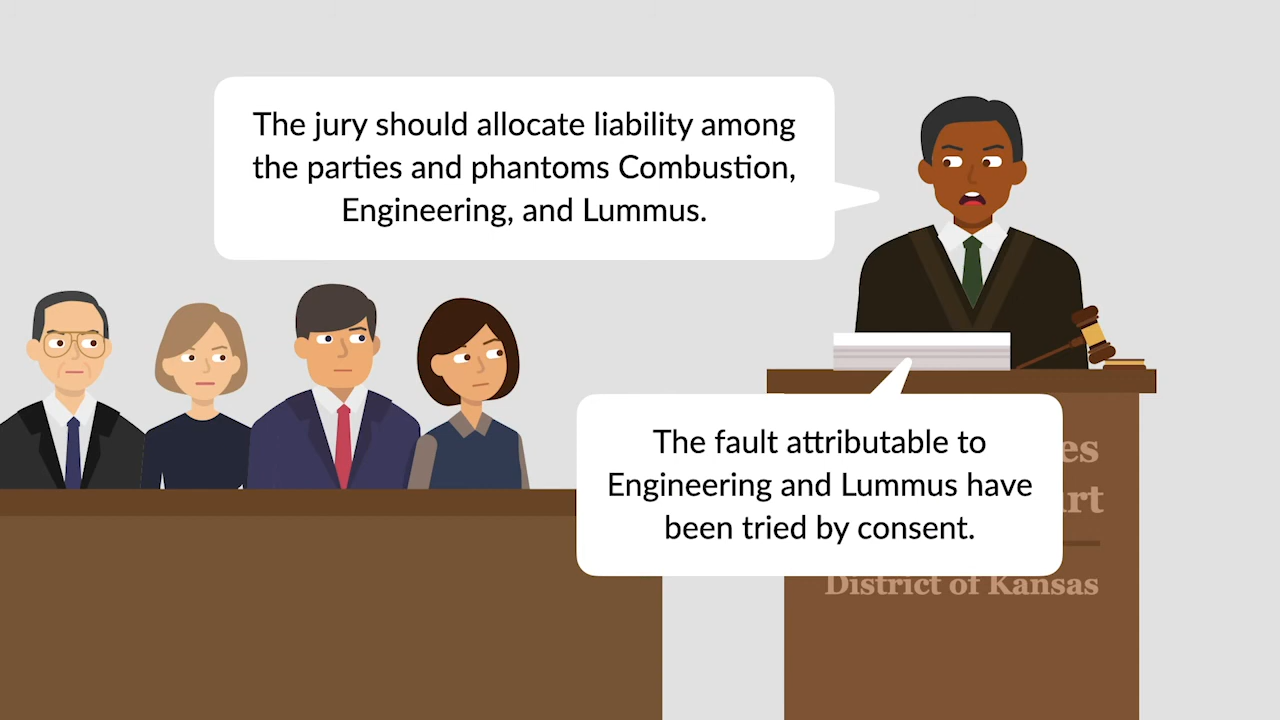 The jury should allocate liability among
the parties and phantoms Combustion,
Engineering, and Lummus.
The fault attributable to
Engineering and Lummus have
been tried by consent.
District of Kansas